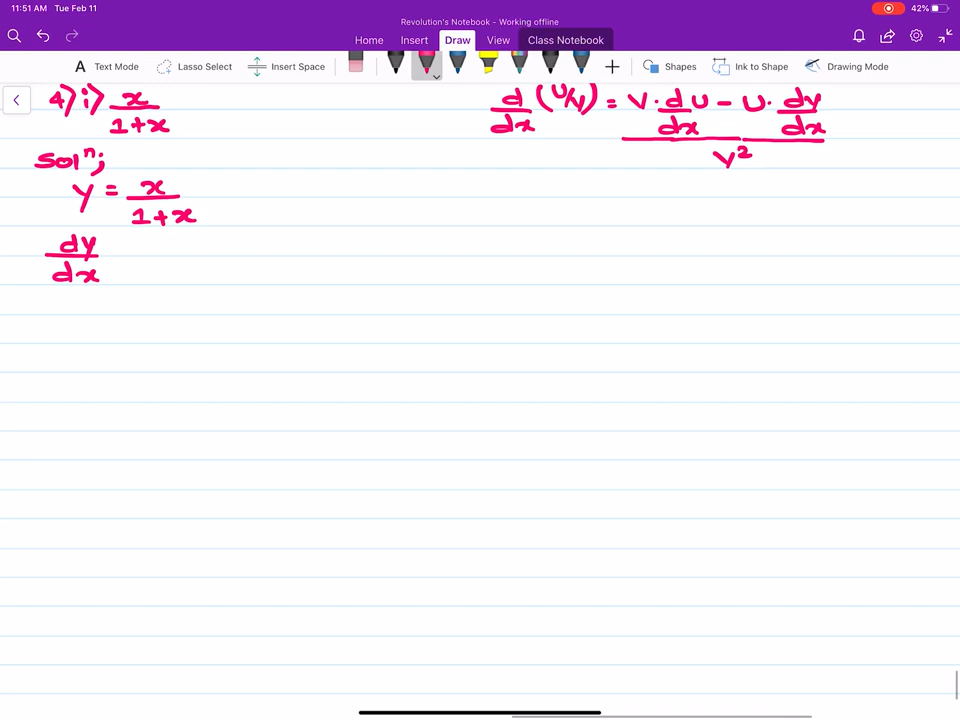 11:51 AM Tue Feb 11
42%
Revolution's Notebook - Working offline
Home Insert Draw View Class Notebook
Text Mode Lasso Select Insert Space Shapes Ink to Shape Drawing Mode
4) i) x/(1+x)
d/dx (u/v) = (v·du/dx - u·dv/dx)/v²
Solⁿ;
y = x/(1+x)
dy/dx